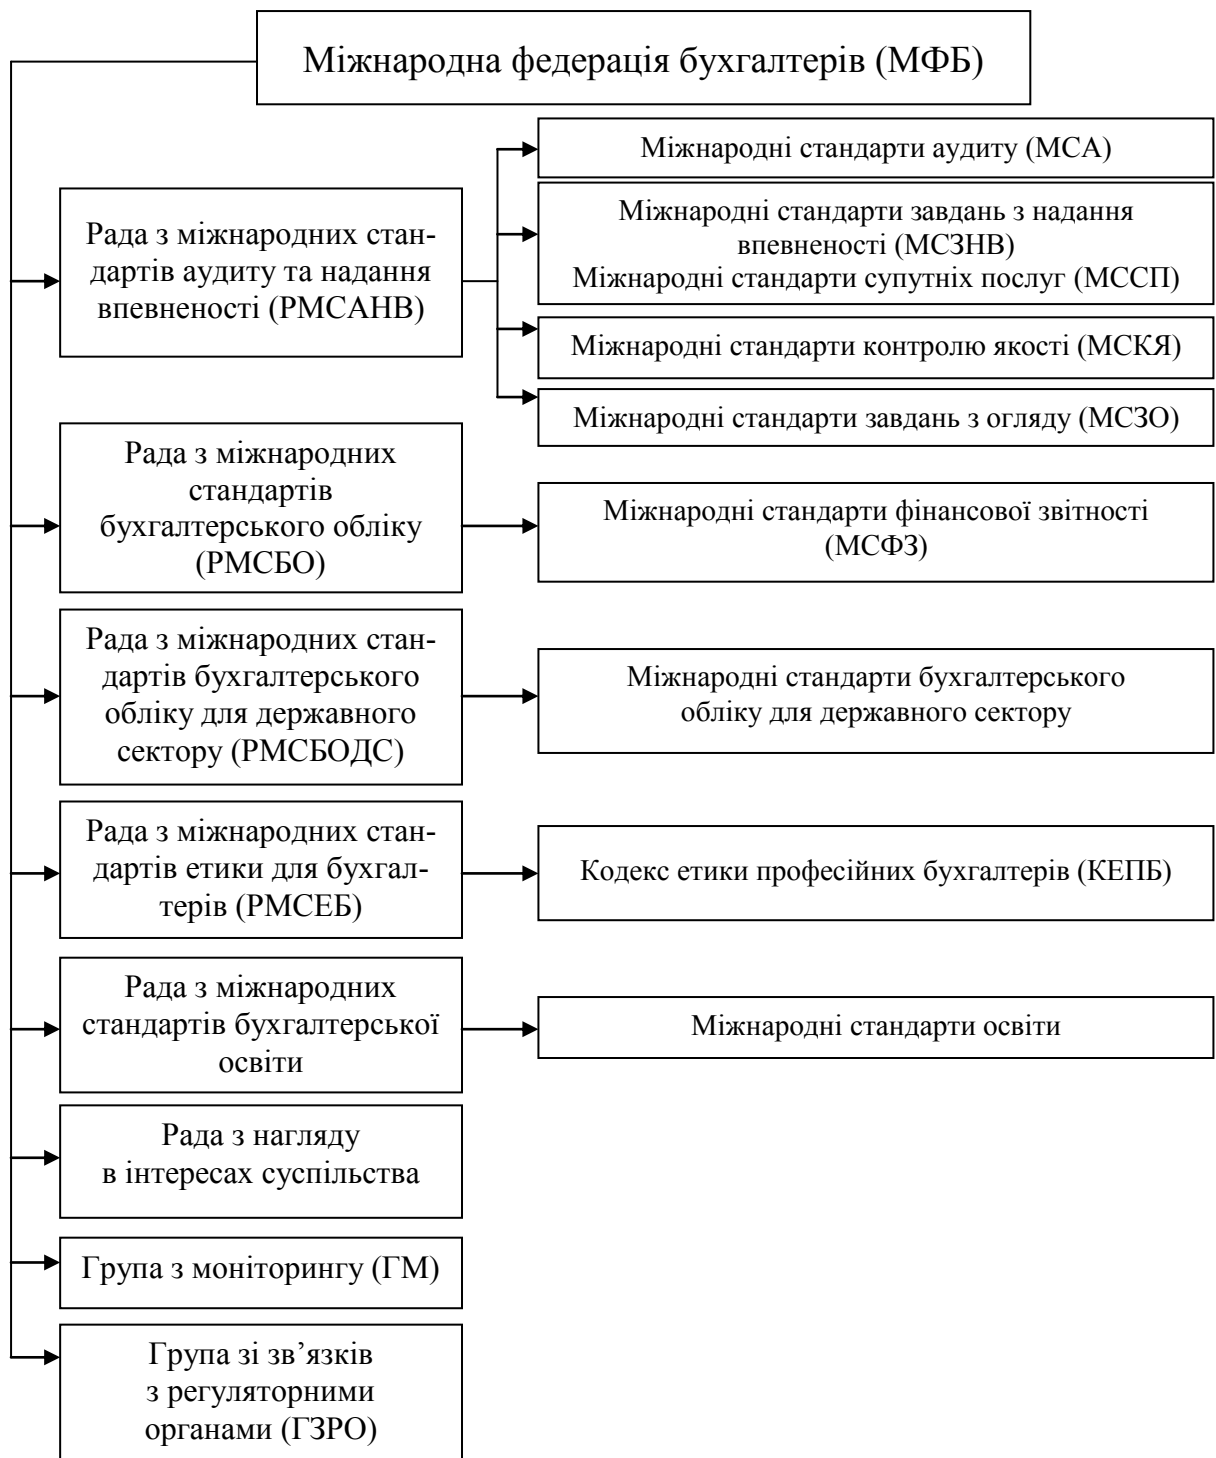 Міжнародна федерація бухгалтерів (МФБ)
Рада з міжнародних стан-
дартів аудиту та надання
впевненості (РМСАНВ)
Міжнародні стандарти аудиту (МСА)
Міжнародні стандарти завдань з надання
впевненості (МСЗНВ)
Міжнародні стандарти супутніх послуг (МССП)
Міжнародні стандарти контролю якості (МСКЯ)
Міжнародні стандарти завдань з огляду (МСЗО)
Рада з міжнародних
стандартів
бухгалтерського обліку
(РМСБО)
Міжнародні стандарти фінансової звітності
(МСФЗ)
Рада з міжнародних стан-
дартів бухгалтерського
обліку для державного
сектору (РМСБОДС)
Міжнародні стандарти бухгалтерського
обліку для державного сектору
Рада з міжнародних стан-
дартів етики для бухгал-
терів (РМСЕБ)
Кодекс етики професійних бухгалтерів (КЕПБ)
Рада з міжнародних
стандартів бухгалтерської
освіти
Міжнародні стандарти освіти
Рада з нагляду
в інтересах суспільства
Група з моніторингу (ГМ)
Група зі зв’язків
з регуляторними
органами (ГЗРО)